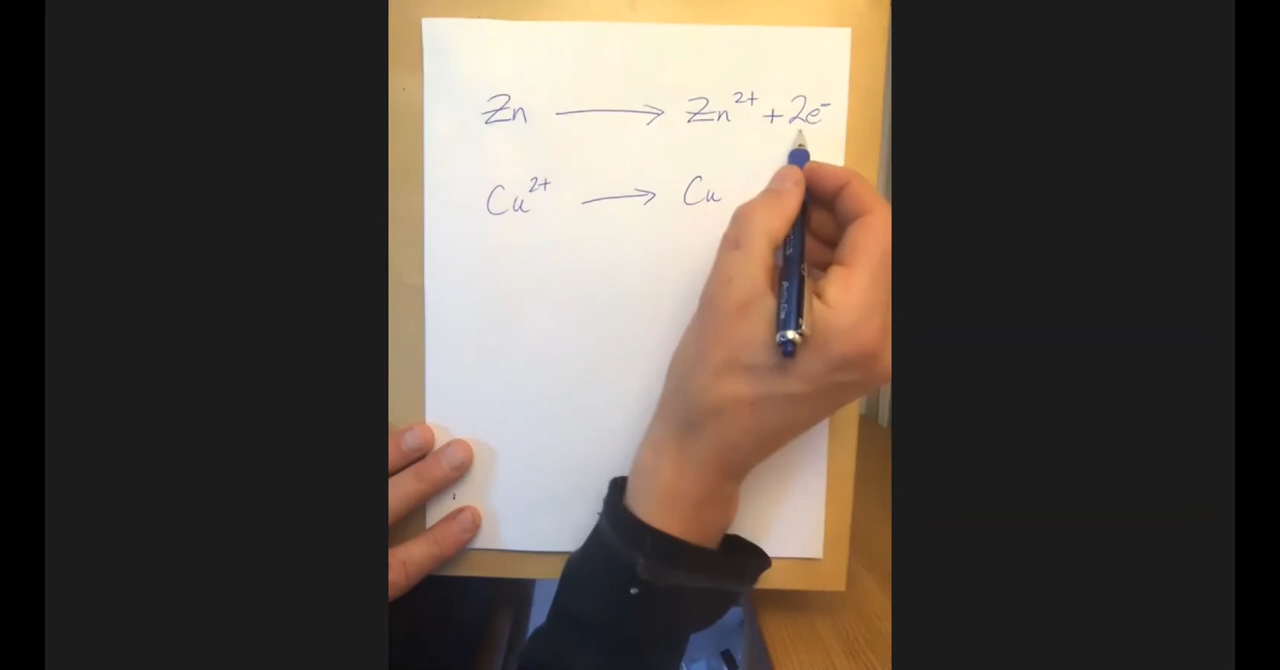 Zn ⟶ Zn²⁺ + 2e⁻
Cu²⁺ ⟶ Cu